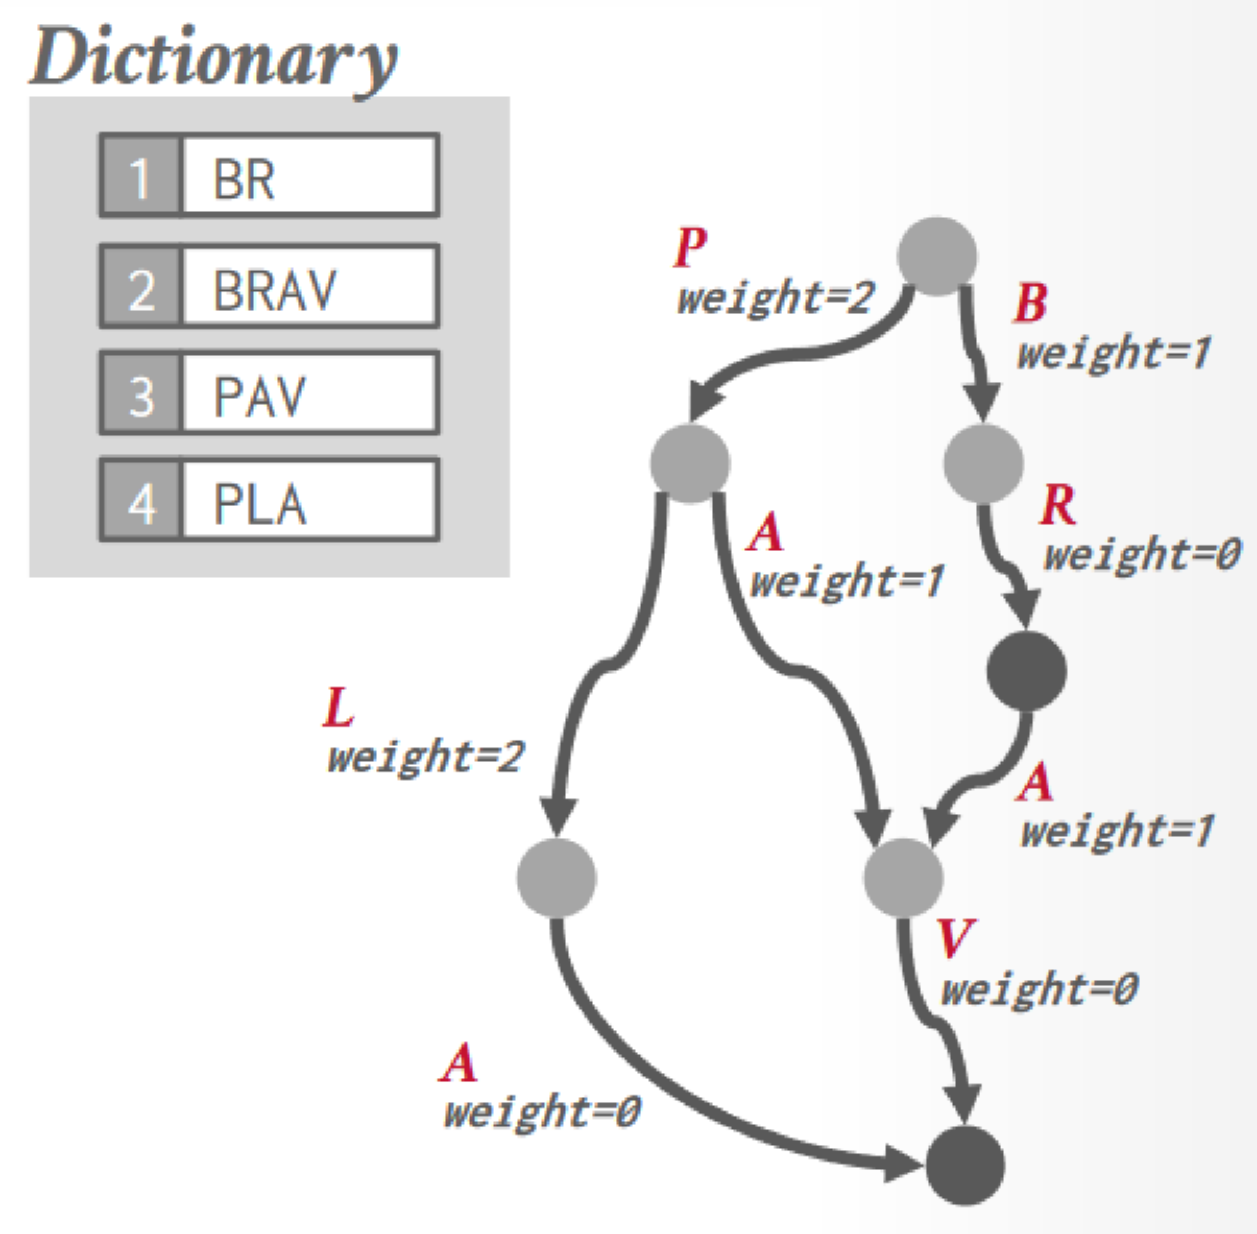 Dictionary
1 BR
2 BRAV
3 PAV
4 PLA
P
weight=2
B
weight=1
R
weight=0
A
weight=1
L
weight=2
A
weight=1
V
weight=0
A
weight=0